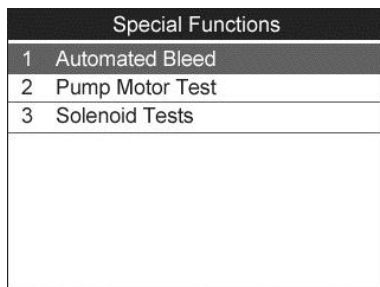 Special Functions
1 Automated Bleed
2 Pump Motor Test
3 Solenoid Tests